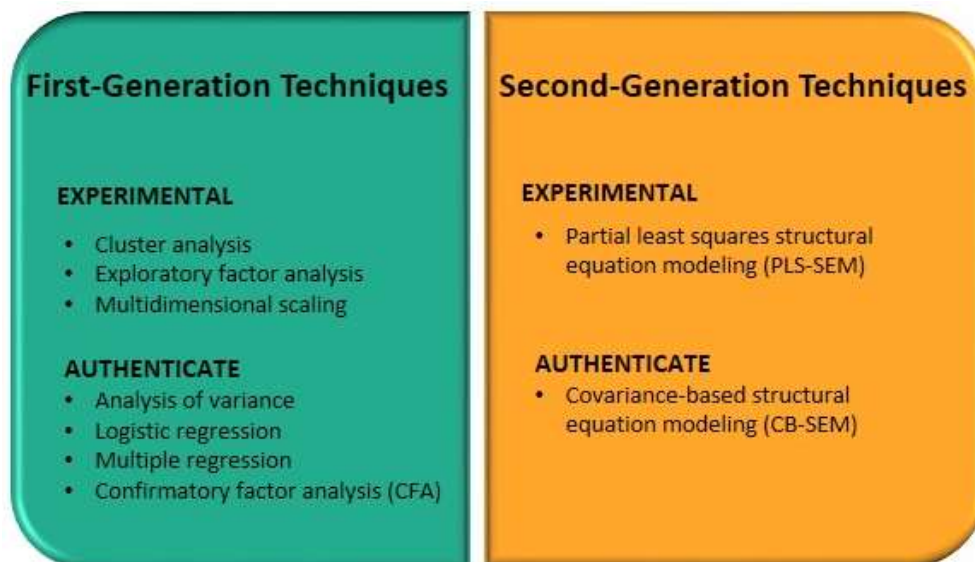 First-Generation Techniques
EXPERIMENTAL
• Cluster analysis
• Exploratory factor analysis
• Multidimensional scaling
AUTHENTICATE
• Analysis of variance
• Logistic regression
• Multiple regression
• Confirmatory factor analysis (CFA)
Second-Generation Techniques
EXPERIMENTAL
• Partial least squares structural
equation modeling (PLS-SEM)
AUTHENTICATE
• Covariance-based structural
equation modeling (CB-SEM)